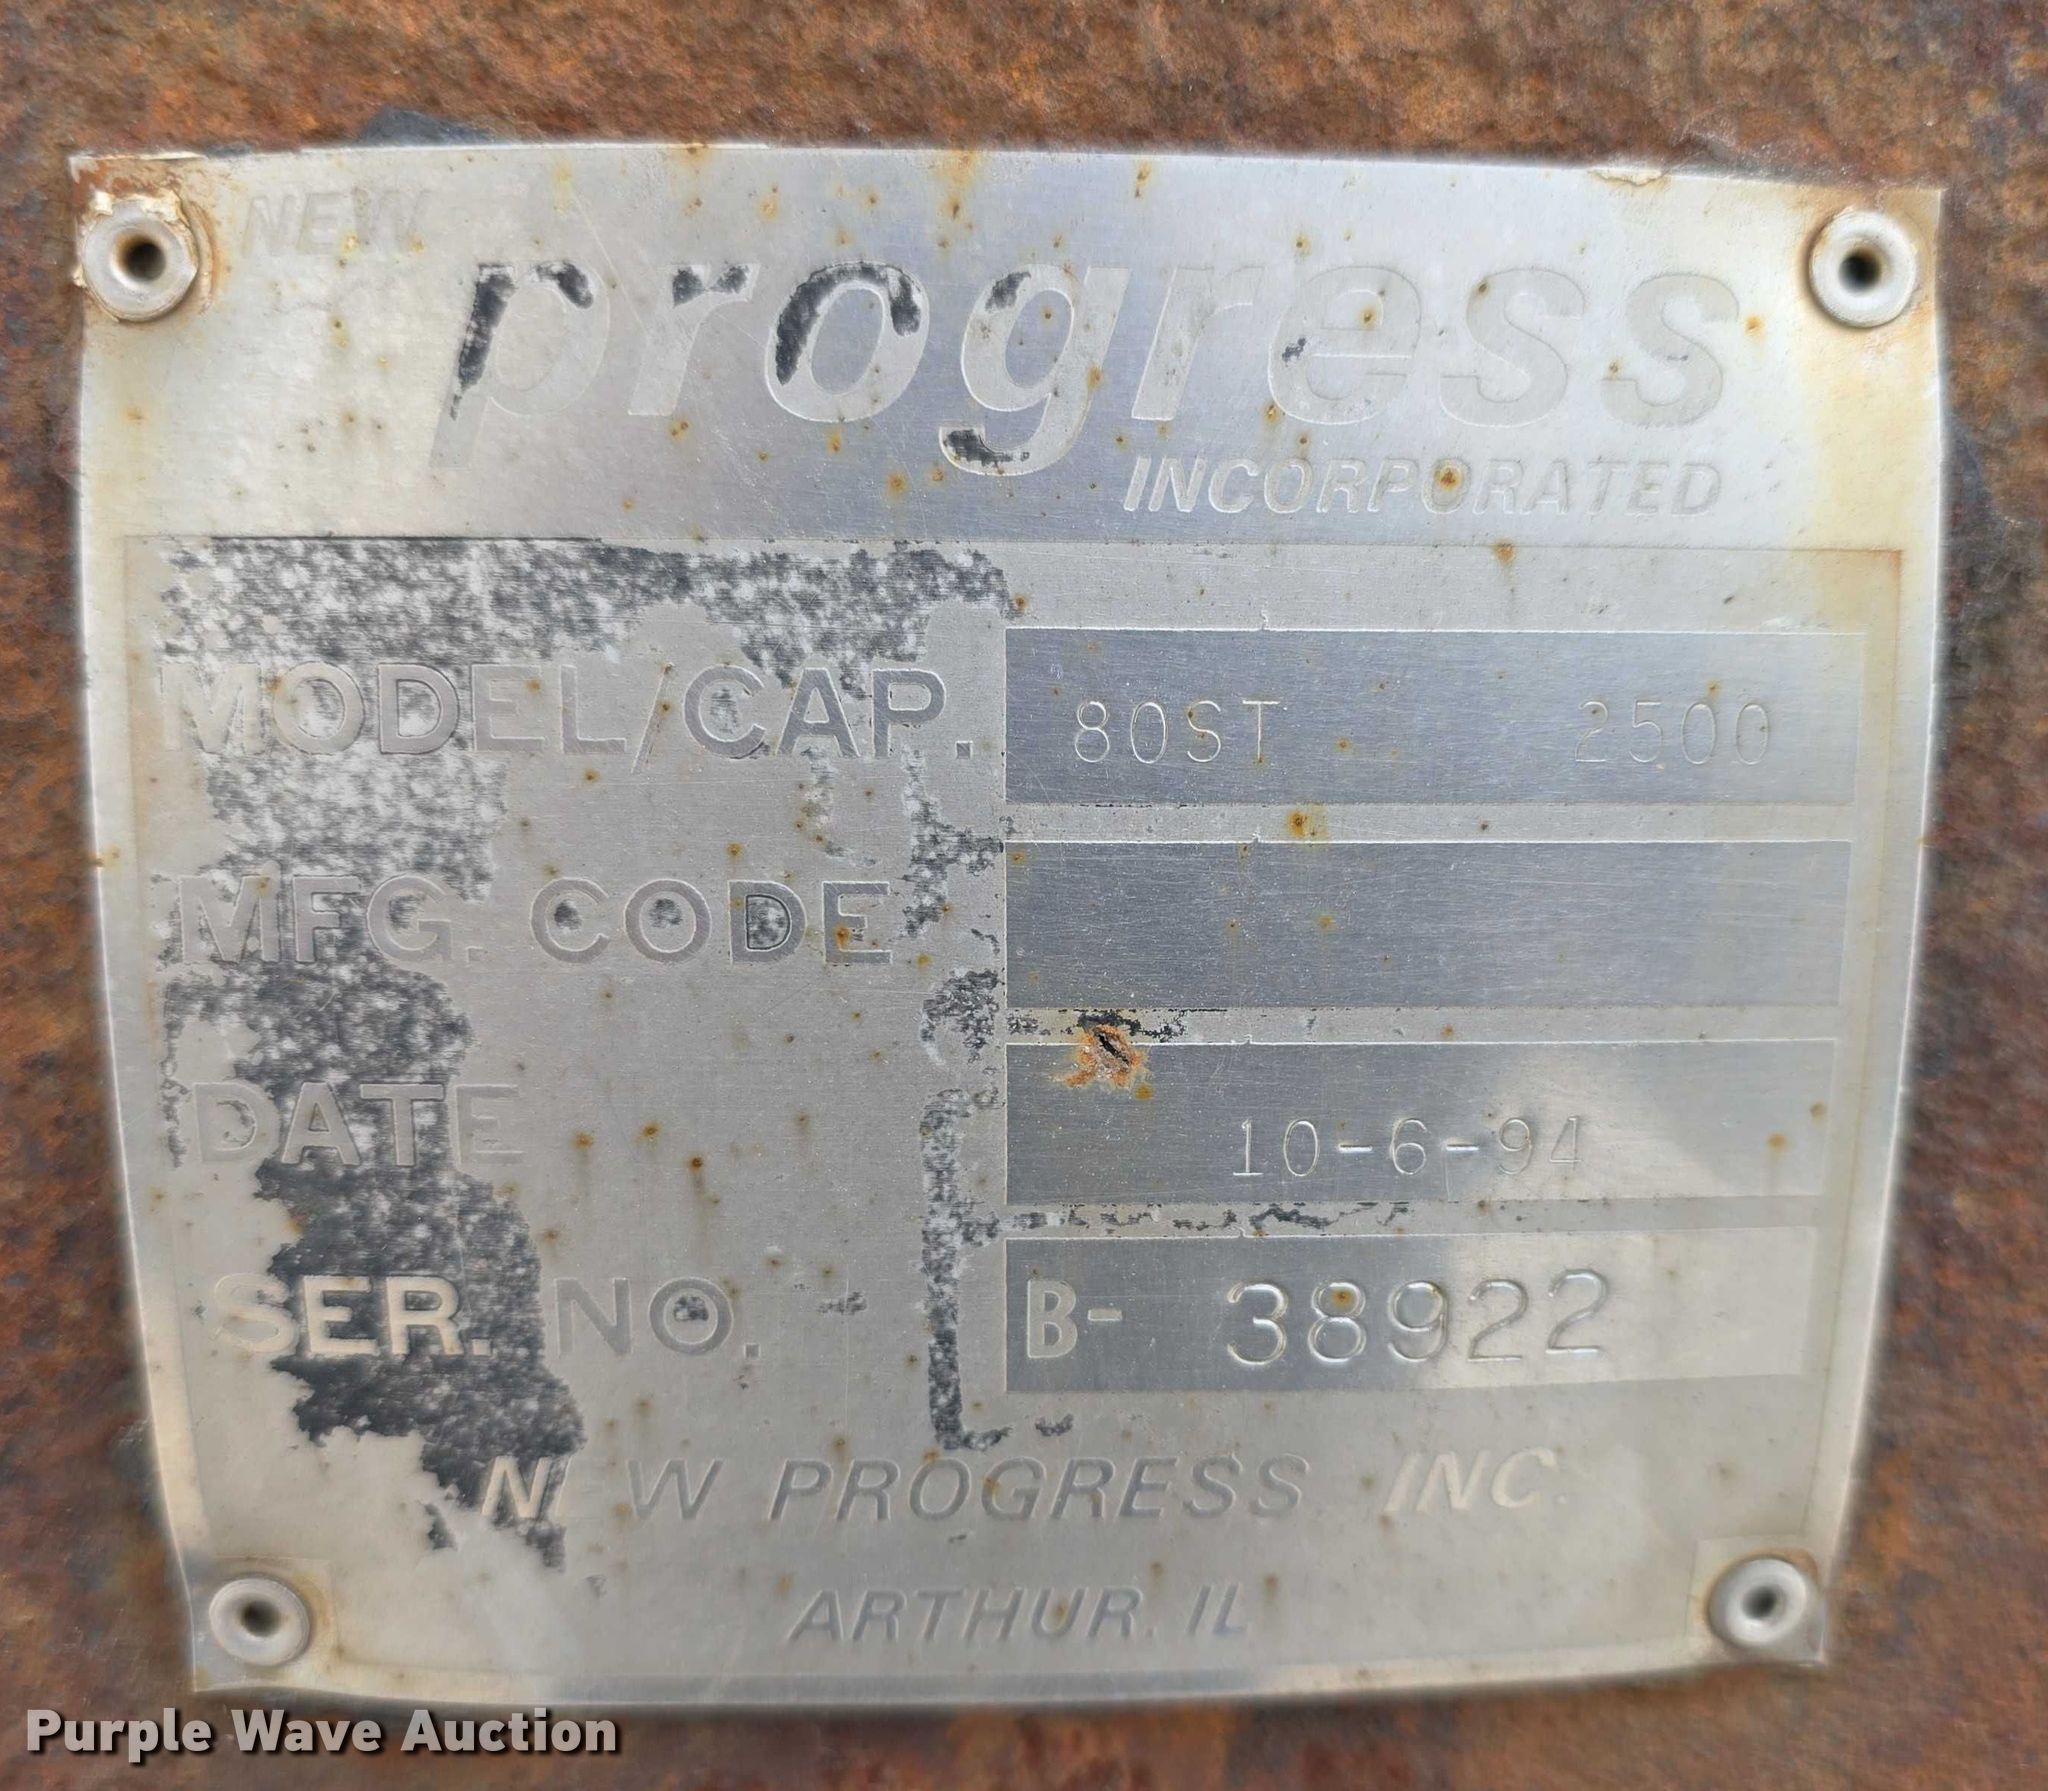 NEW
progress
INCORPORATED
MODEL/CAP. 80ST 2500
MFG. CODE
DATE 10-6-94
SER. NO. B- 38922
NEW PROGRESS INC.
ARTHUR, IL
Purple Wave Auction